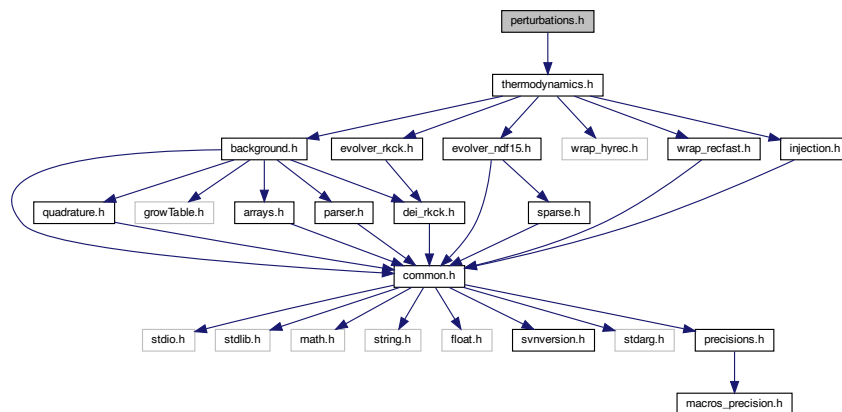 perturbations.h
thermodynamics.h
background.h
evolver_rkck.h
evolver_ndf15.h
wrap_hyrec.h
wrap_recfast.h
injection.h
quadrature.h
growTable.h
arrays.h
parser.h
dei_rkck.h
sparse.h
common.h
stdio.h
stdlib.h
math.h
string.h
float.h
svnversion.h
stdarg.h
precisions.h
macros_precision.h